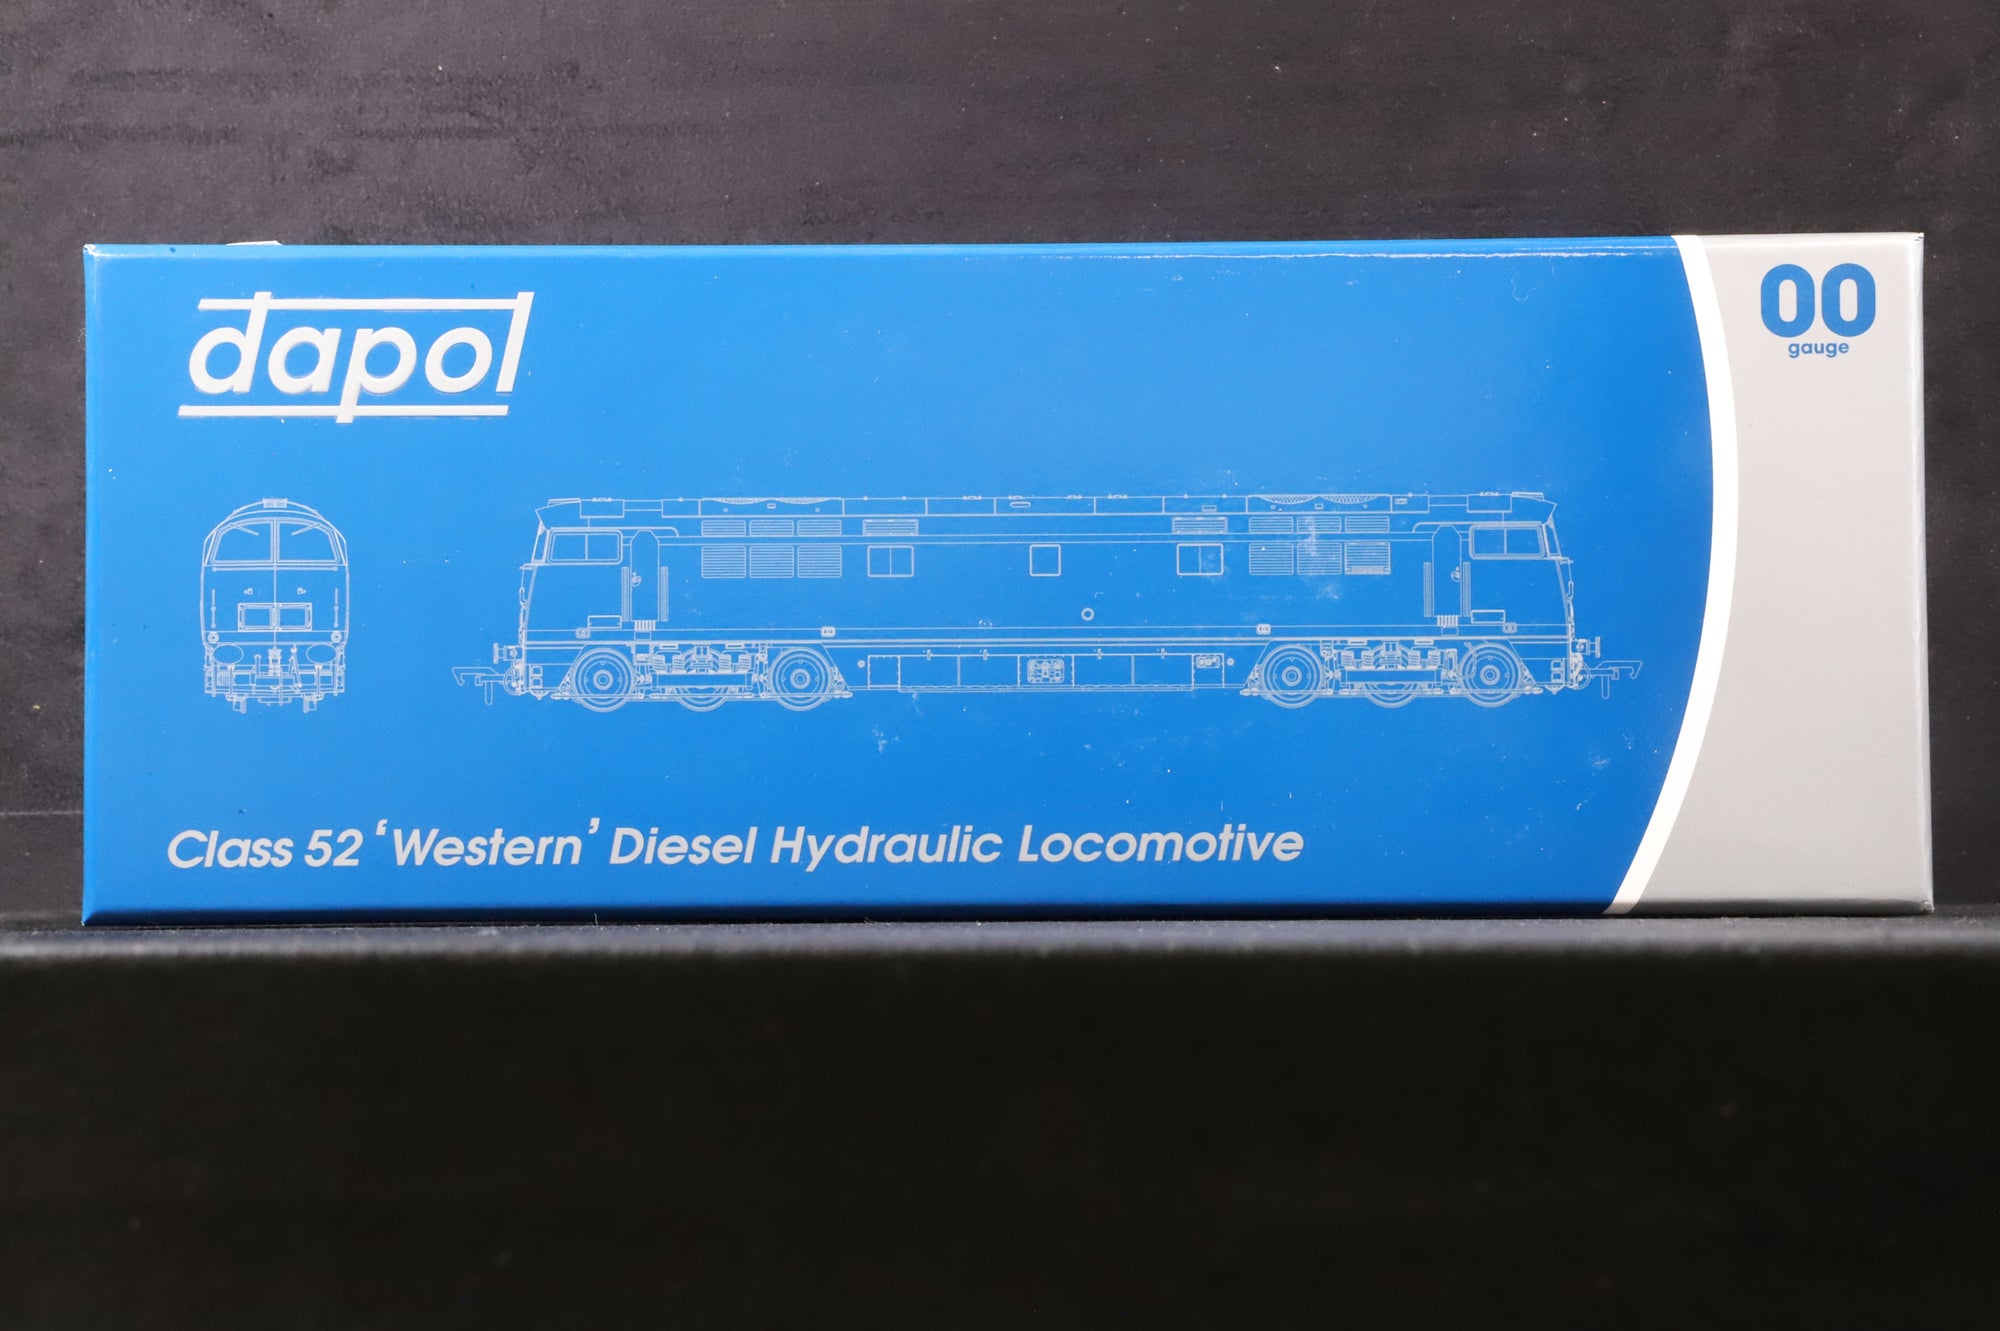 dapol
00
gauge
Class 52 ‘Western’ Diesel Hydraulic Locomotive